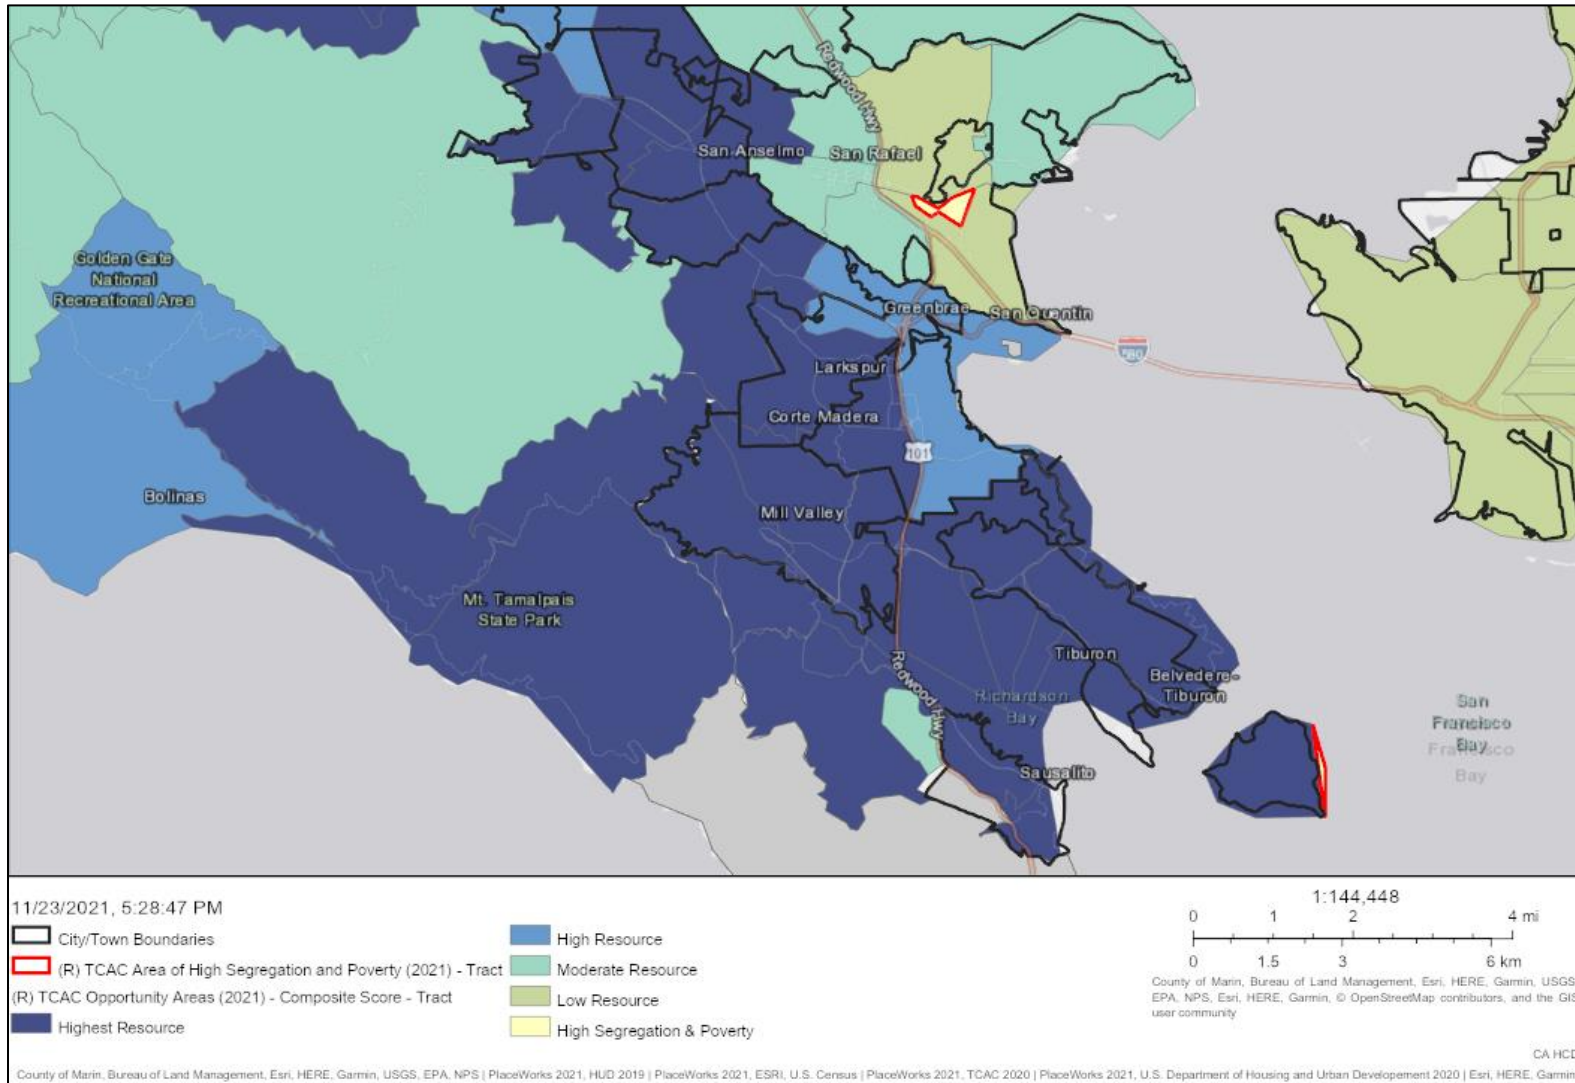 Redwood Hwy
San Anselmo
San Rafael
Golden Gate
National
Recreational Area
Greenbrae
San Quentin
580
Larkspur
Corte Madera
101
Bolinas
Mill Valley
Mt. Tamalpais
State Park
Redwood Hwy
Tiburon
Belvedere-
Tiburon
Richardson
Bay
San
Francisco
Bay
Francisco
Bay
Sausalito
11/23/2021, 5:28:47 PM
City/Town Boundaries
(R) TCAC Area of High Segregation and Poverty (2021) - Tract
(R) TCAC Opportunity Areas (2021) - Composite Score - Tract
Highest Resource
High Resource
Moderate Resource
Low Resource
High Segregation & Poverty
1:144,448
0 1 2 4 mi
0 1.5 3 6 km
County of Marin, Bureau of Land Management, Esri, HERE, Garmin, USGS,
EPA, NPS, Esri, HERE, Garmin, © OpenStreetMap contributors, and the GIS
user community
CA HCD
County of Marin, Bureau of Land Management, Esri, HERE, Garmin, USGS, EPA, NPS | PlaceWorks 2021, HUD 2019 | PlaceWorks 2021, ESRI, U.S. Census | PlaceWorks 2021, TCAC 2020 | PlaceWorks 2021, U.S. Department of Housing and Urban Developement 2020 | Esri, HERE, Garmin